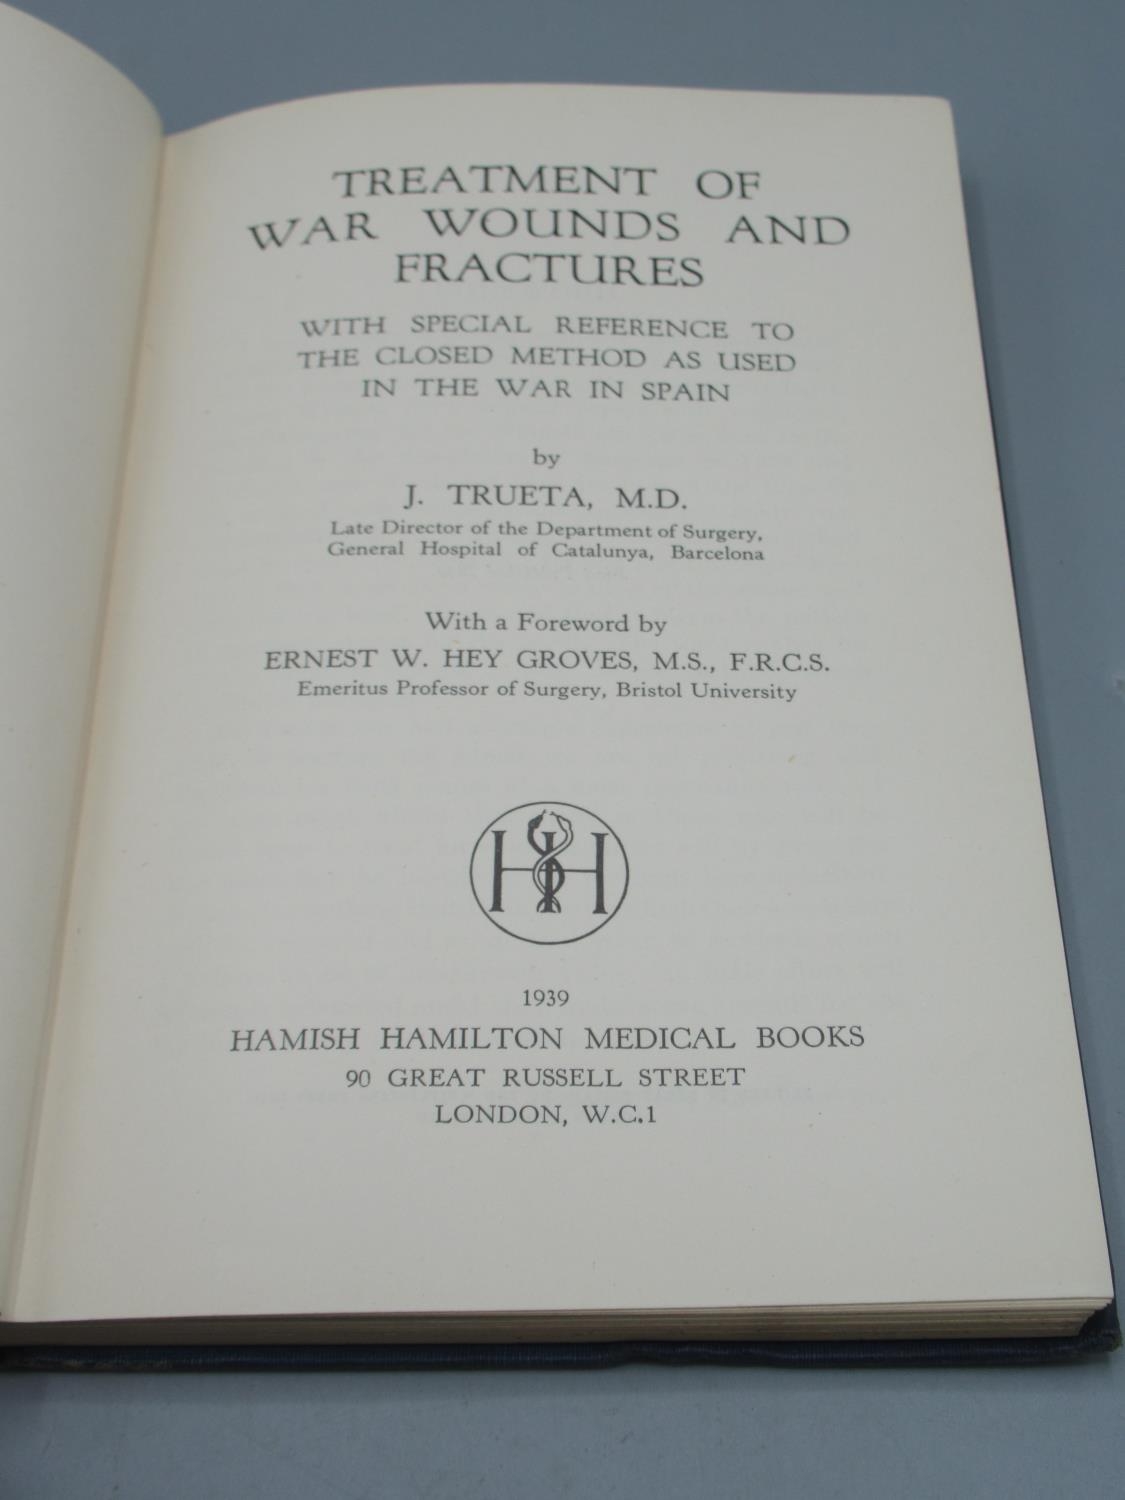 TREATMENT OF
WAR WOUNDS AND
FRACTURES
WITH SPECIAL REFERENCE TO
THE CLOSED METHOD AS USED
IN THE WAR IN SPAIN
by
J. TRUETA, M.D.
Late Director of the Department of Surgery,
General Hospital of Catalunya, Barcelona
With a Foreword by
ERNEST W. HEY GROVES, M.S., F.R.C.S.
Emeritus Professor of Surgery, Bristol University
HH
1939
HAMISH HAMILTON MEDICAL BOOKS
90 GREAT RUSSELL STREET
LONDON, W.C.1